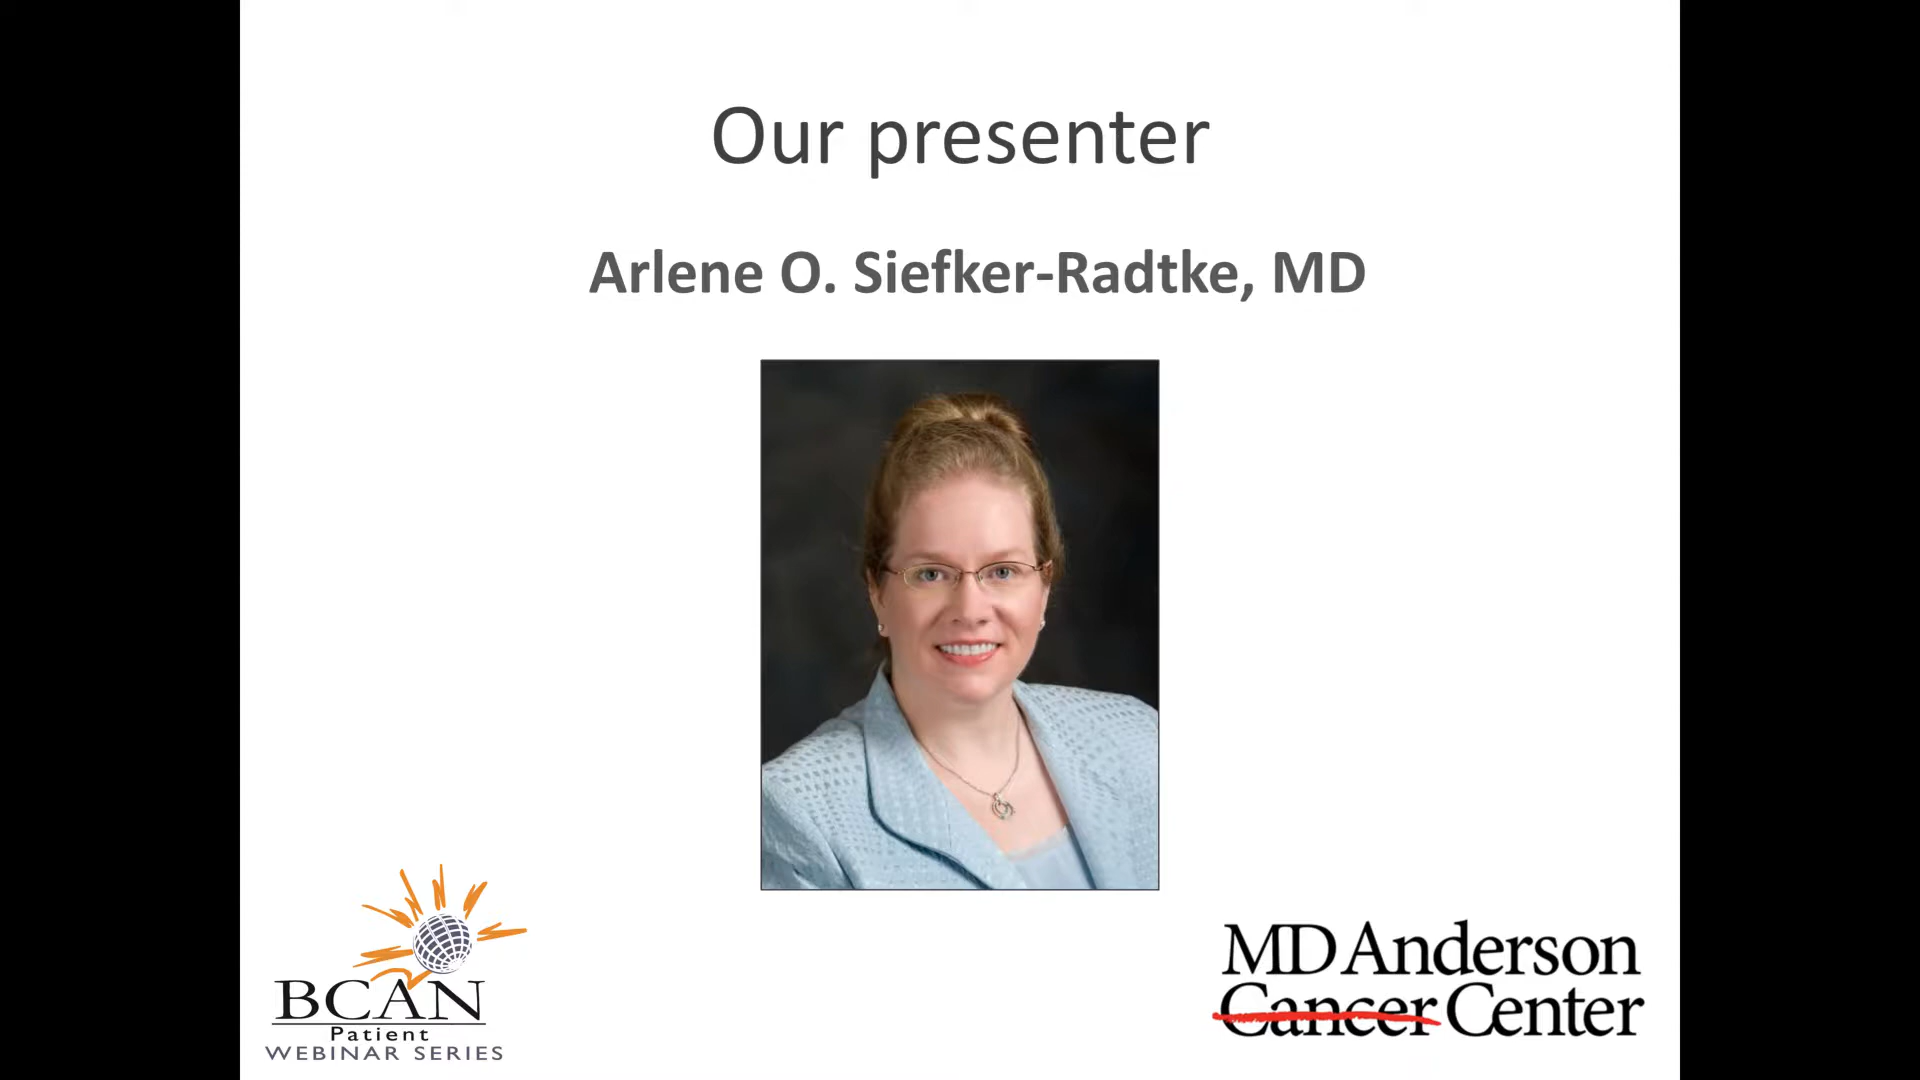 Our presenter
Arlene O. Siefker-Radtke, MD
BCAN
Patient
WEBINAR SERIES
MD Anderson
Cancer Center